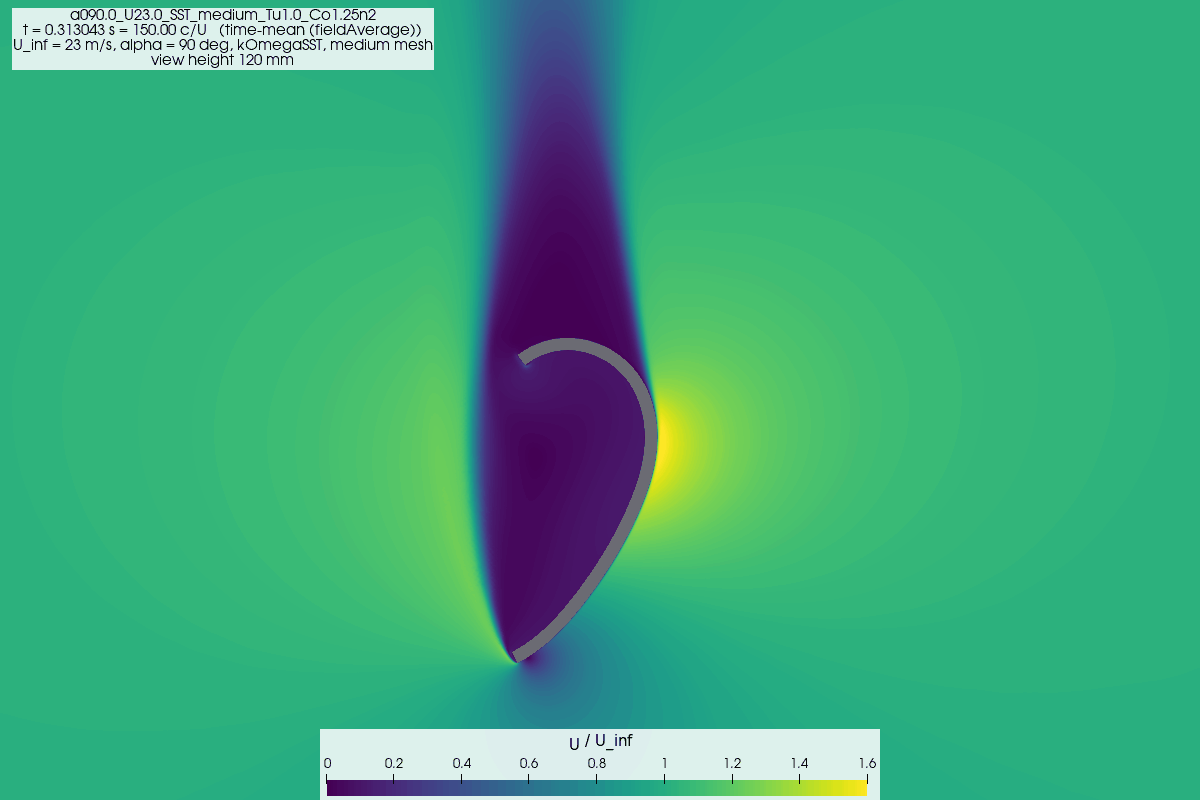 a090.0_U23.0_SST_medium_Tu1.0_Co1.25n2
t = 0.313043 s = 150.00 c/U (time-mean (fieldAverage))
U_inf = 23 m/s, alpha = 90 deg, kOmegaSST, medium mesh
view height 120 mm
U / U_inf
0 0.2 0.4 0.6 0.8 1 1.2 1.4 1.6